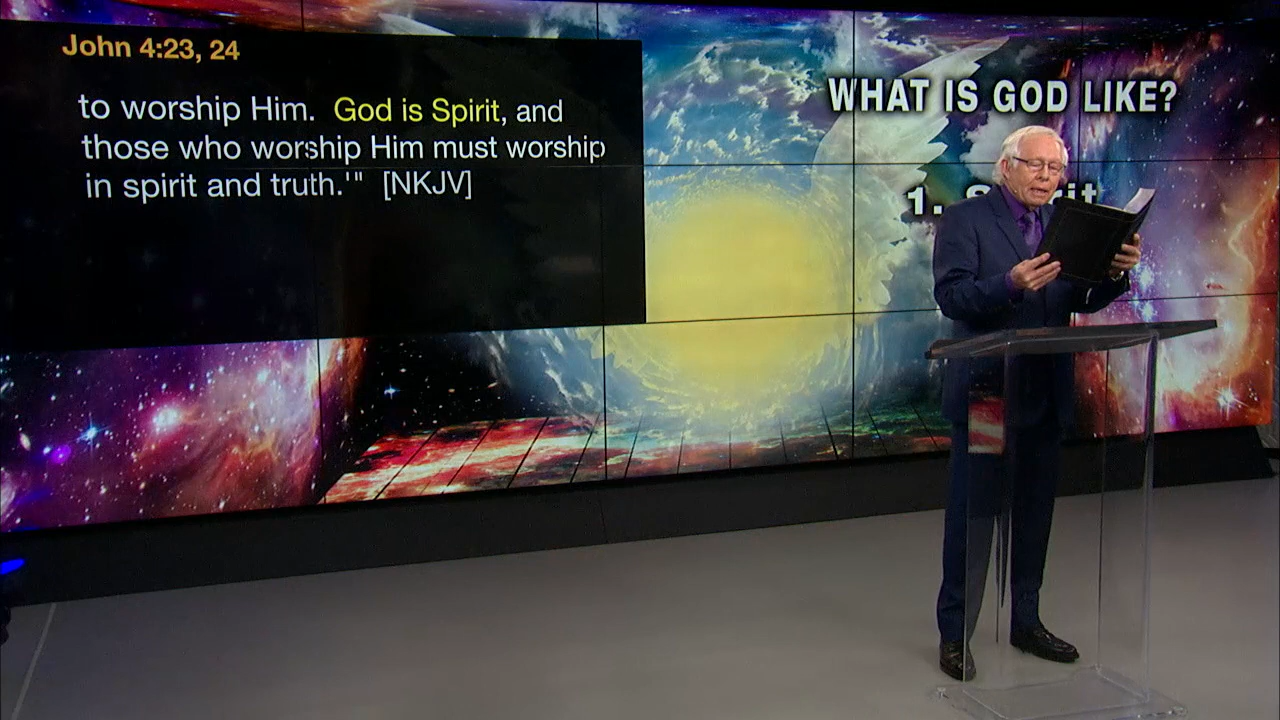 John 4:23, 24
to worship Him. God is Spirit, and
those who worship Him must worship
in spirit and truth.'" [NKJV]
WHAT IS GOD LIKE?
1.